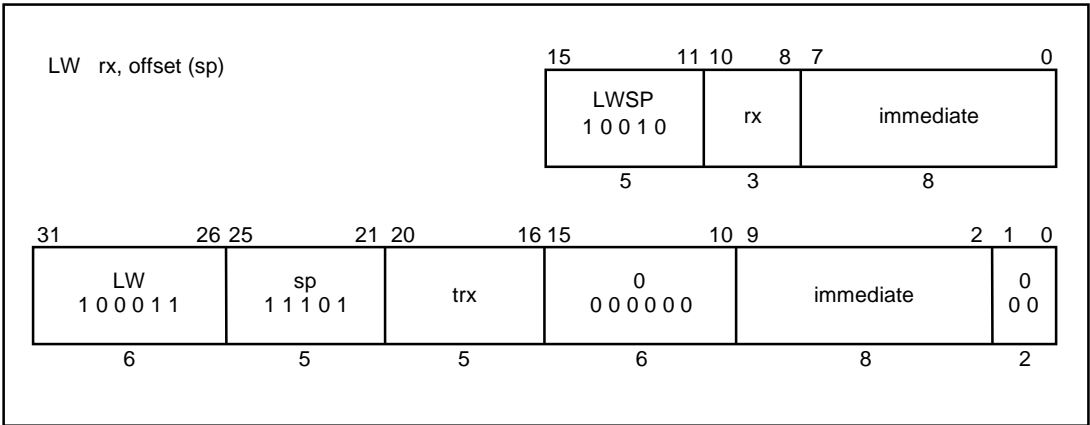 LW rx, offset (sp)
15 11 10 8 7 0
LWSP rx immediate
1 0 0 1 0
5 3 8
31 26 25 21 20 16 15 10 9 2 1 0
LW sp trx 0 immediate 0
1 0 0 0 1 1 1 1 1 0 1 0 0 0 0 0 0 0 0
6 5 5 6 8 2